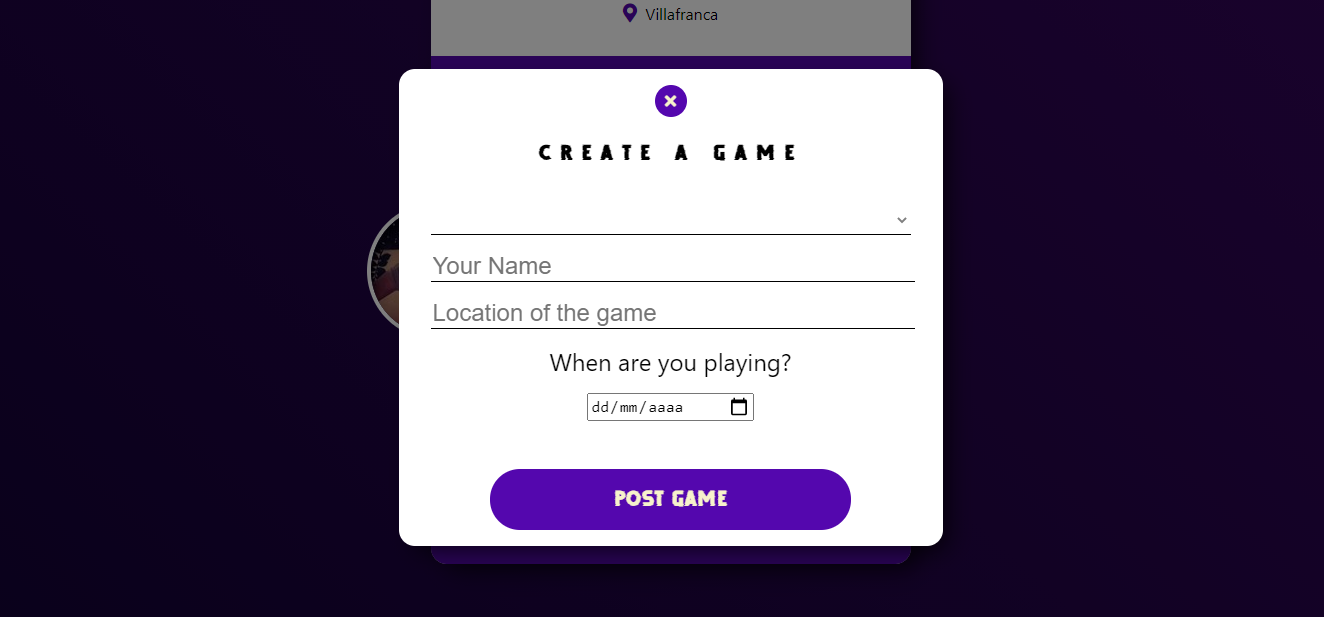 Villafranca
CREATE A GAME
Your Name
Location of the game
When are you playing?
dd/mm/aaaa
POST GAME